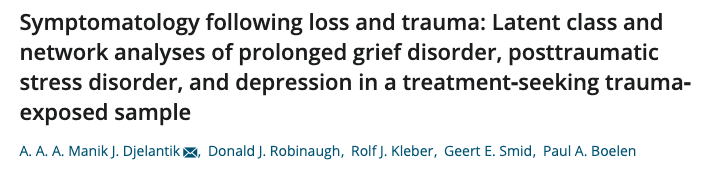 Symptomatology following loss and trauma: Latent class and
network analyses of prolonged grief disorder, posttraumatic
stress disorder, and depression in a treatment-seeking trauma-
exposed sample
A. A. A. Manik J. Djelantik, Donald J. Robinaugh, Rolf J. Kleber, Geert E. Smid, Paul A. Boelen